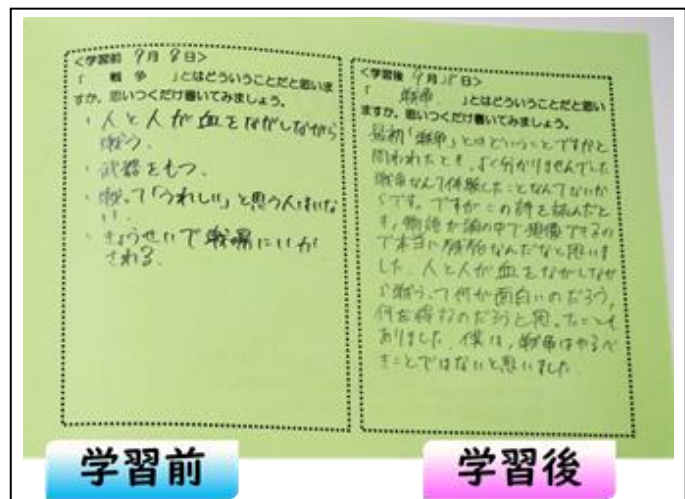 <学習前 9月8日>
「 戦争 」とはどういうことだと思いま
すか。思いつくだけ書いてみましょう。
・人と人が血をながしながら
戦う。
・武器をもつ。
・戦って「うれしい」と思う人はいな
い。
・きょうせいで戦場にいか
される。
<学習後 9月25日>
「 戦争 」とはどういうことだと思い
ますか。思いつくだけ書いてみましょう。
最初「戦争」とはどういうことですかと
問われたとき、よく分かりませんでした
戦争なんて体験したことなんてないか
らです。ですがこの詩を読んだと
き、物語が頭の中で想像できるの
で本当に残酷なんだなと思いま
した。人と人が血をながしなが
ら戦うって何が面白いのだろう、
何を得るのだろうと思ったことも
ありました。僕は、戦争はやるべ
きことではないと思いました。
学習前
学習後